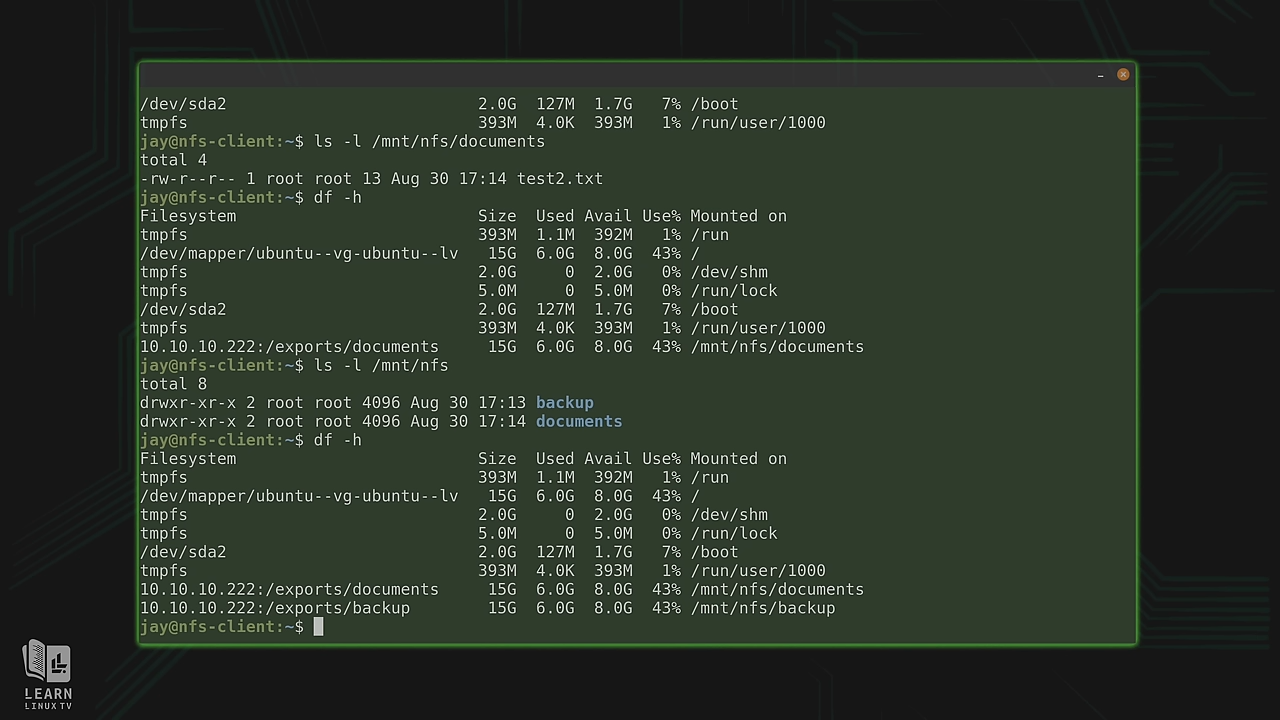 /dev/sda2                          2.0G  127M  1.7G   7% /boot
tmpfs                              393M  4.0K  393M   1% /run/user/1000
jay@nfs-client:~$ ls -l /mnt/nfs/documents
total 4
-rw-r--r-- 1 root root 13 Aug 30 17:14 test2.txt
jay@nfs-client:~$ df -h
Filesystem                         Size  Used Avail Use% Mounted on
tmpfs                              393M  1.1M  392M   1% /run
/dev/mapper/ubuntu--vg-ubuntu--lv   15G  6.0G  8.0G  43% /
tmpfs                              2.0G     0  2.0G   0% /dev/shm
tmpfs                              5.0M     0  5.0M   0% /run/lock
/dev/sda2                          2.0G  127M  1.7G   7% /boot
tmpfs                              393M  4.0K  393M   1% /run/user/1000
10.10.10.222:/exports/documents     15G  6.0G  8.0G  43% /mnt/nfs/documents
jay@nfs-client:~$ ls -l /mnt/nfs
total 8
drwxr-xr-x 2 root root 4096 Aug 30 17:13 backup
drwxr-xr-x 2 root root 4096 Aug 30 17:14 documents
jay@nfs-client:~$ df -h
Filesystem                         Size  Used Avail Use% Mounted on
tmpfs                              393M  1.1M  392M   1% /run
/dev/mapper/ubuntu--vg-ubuntu--lv   15G  6.0G  8.0G  43% /
tmpfs                              2.0G     0  2.0G   0% /dev/shm
tmpfs                              5.0M     0  5.0M   0% /run/lock
/dev/sda2                          2.0G  127M  1.7G   7% /boot
tmpfs                              393M  4.0K  393M   1% /run/user/1000
10.10.10.222:/exports/documents     15G  6.0G  8.0G  43% /mnt/nfs/documents
10.10.10.222:/exports/backup        15G  6.0G  8.0G  43% /mnt/nfs/backup
jay@nfs-client:~$
LEARN
LINUX TV